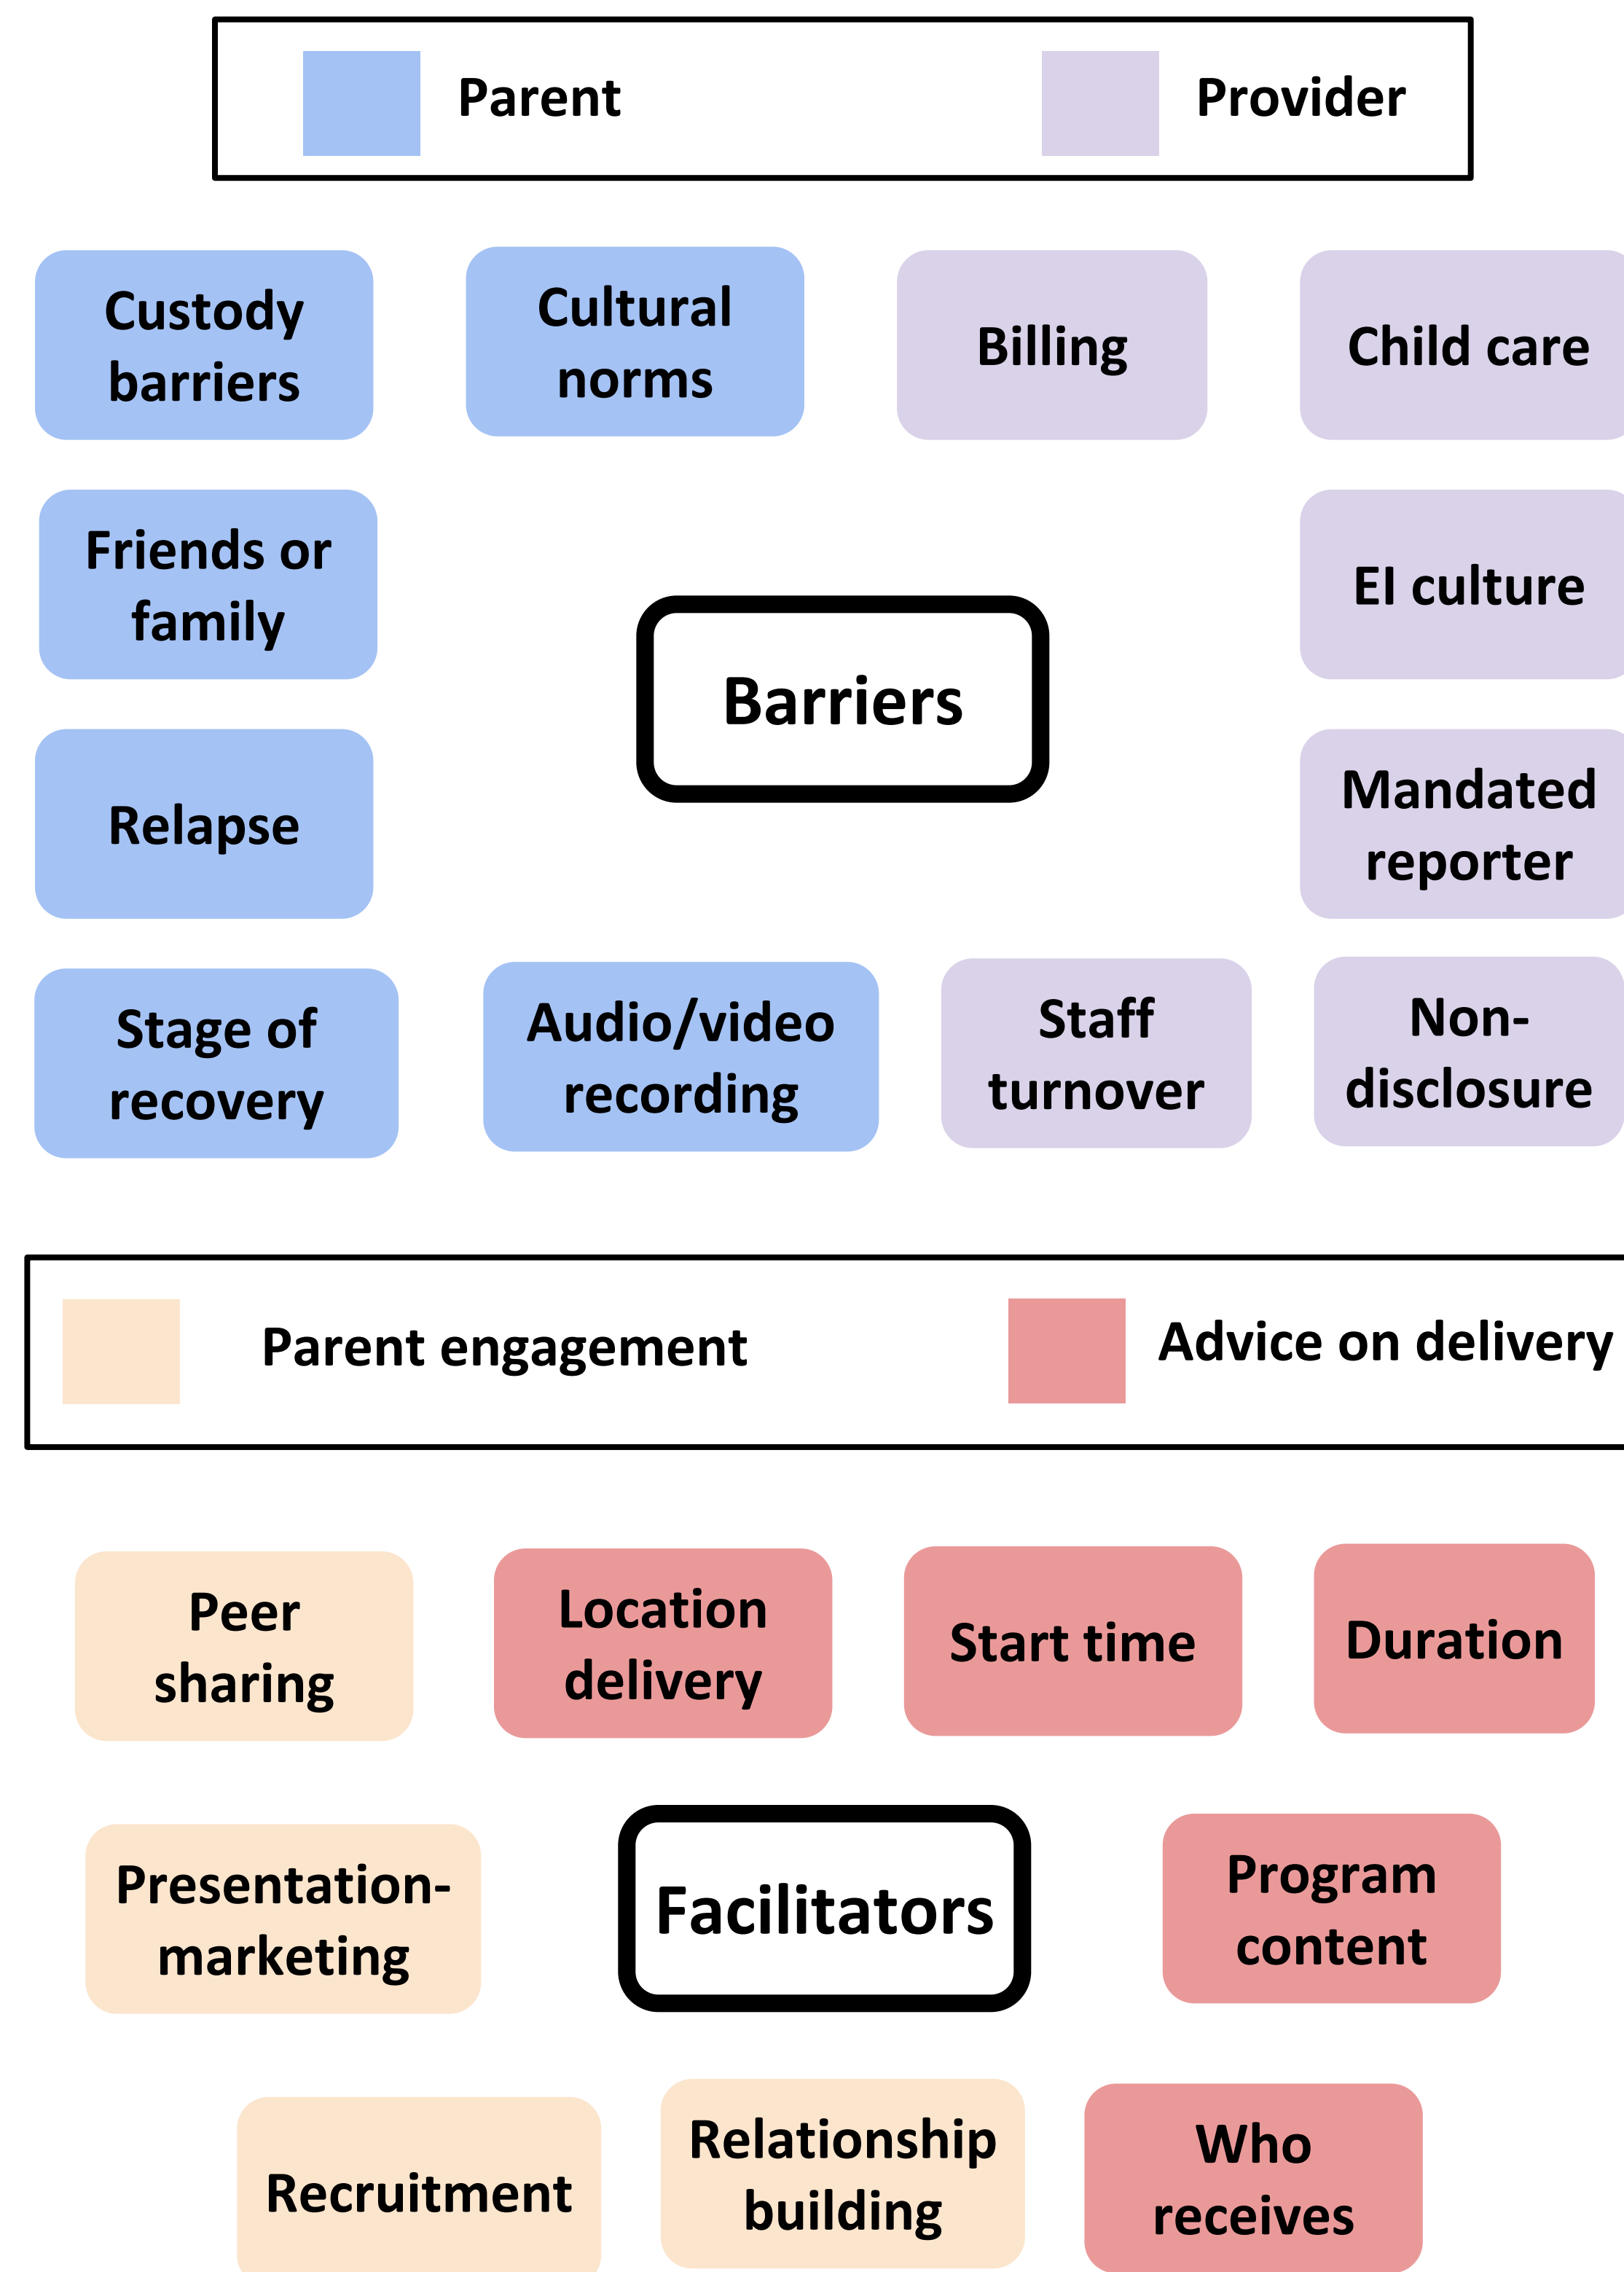 Parent
Provider
Custody
barriers
Cultural
norms
Billing
Child care
Friends or
family
EI culture
Barriers
Relapse
Mandated
reporter
Stage of
recovery
Audio/video
recording
Staff
turnover
Non-
disclosure
Parent engagement
Advice on delivery
Peer
sharing
Location
delivery
Start time
Duration
Presentation-
marketing
Facilitators
Program
content
Recruitment
Relationship
building
Who
receives